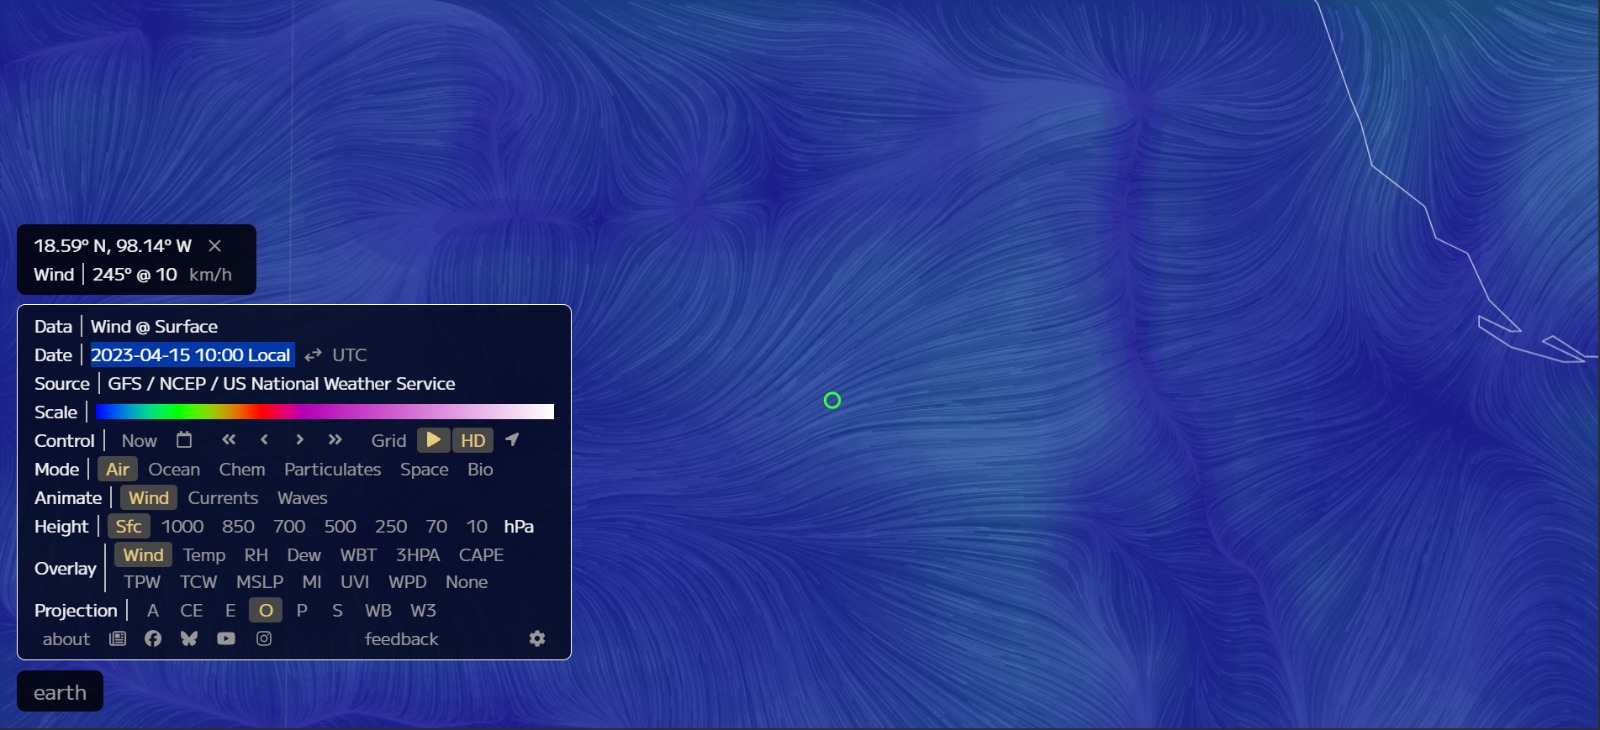 18.59° N, 98.14° W ×
Wind | 245° @ 10 km/h
Data | Wind @ Surface
Date | 2023-04-15 10:00 Local ⇄ UTC
Source | GFS / NCEP / US National Weather Service
Scale |
Control | Now « ‹ › » Grid HD
Mode | Air Ocean Chem Particulates Space Bio
Animate | Wind Currents Waves
Height | Sfc 1000 850 700 500 250 70 10 hPa
Overlay | Wind Temp RH Dew WBT 3HPA CAPE
TPW TCW MSLP MI UVI WPD None
Projection | A CE E O P S WB W3
about feedback
earth